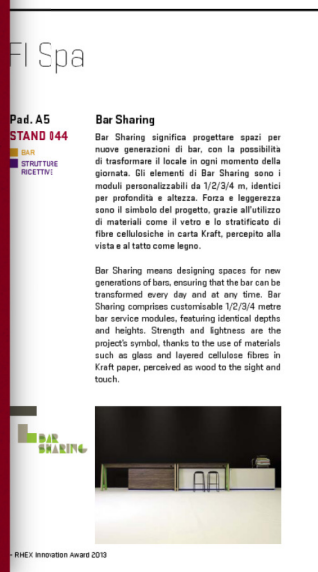 FI Spa
Pad. A5
STAND 044
BAR
STRUTTURE
RICETTIVE
Bar Sharing
Bar Sharing significa progettare spazi per
nuove generazioni di bar, con la possibilità
di trasformare il locale in ogni momento della
giornata. Gli elementi di Bar Sharing sono i
moduli personalizzabili da 1/2/3/4 m, identici
per profondità e altezza. Forza e leggerezza
sono il simbolo del progetto, grazie all'utilizzo
di materiali come il vetro e lo stratificato di
fibre cellulosiche in carta Kraft, percepito alla
vista e al tatto come legno.
Bar Sharing means designing spaces for new
generations of bars, ensuring that the bar can be
transformed every day and at any time. Bar
Sharing comprises customisable 1/2/3/4 metre
bar service modules, featuring identical depths
and heights. Strength and lightness are the
project's symbol, thanks to the use of materials
such as glass and layered cellulose fibres in
Kraft paper, perceived as wood to the sight and
touch.
BAR
SHARING
- RHEX Innovation Award 2013